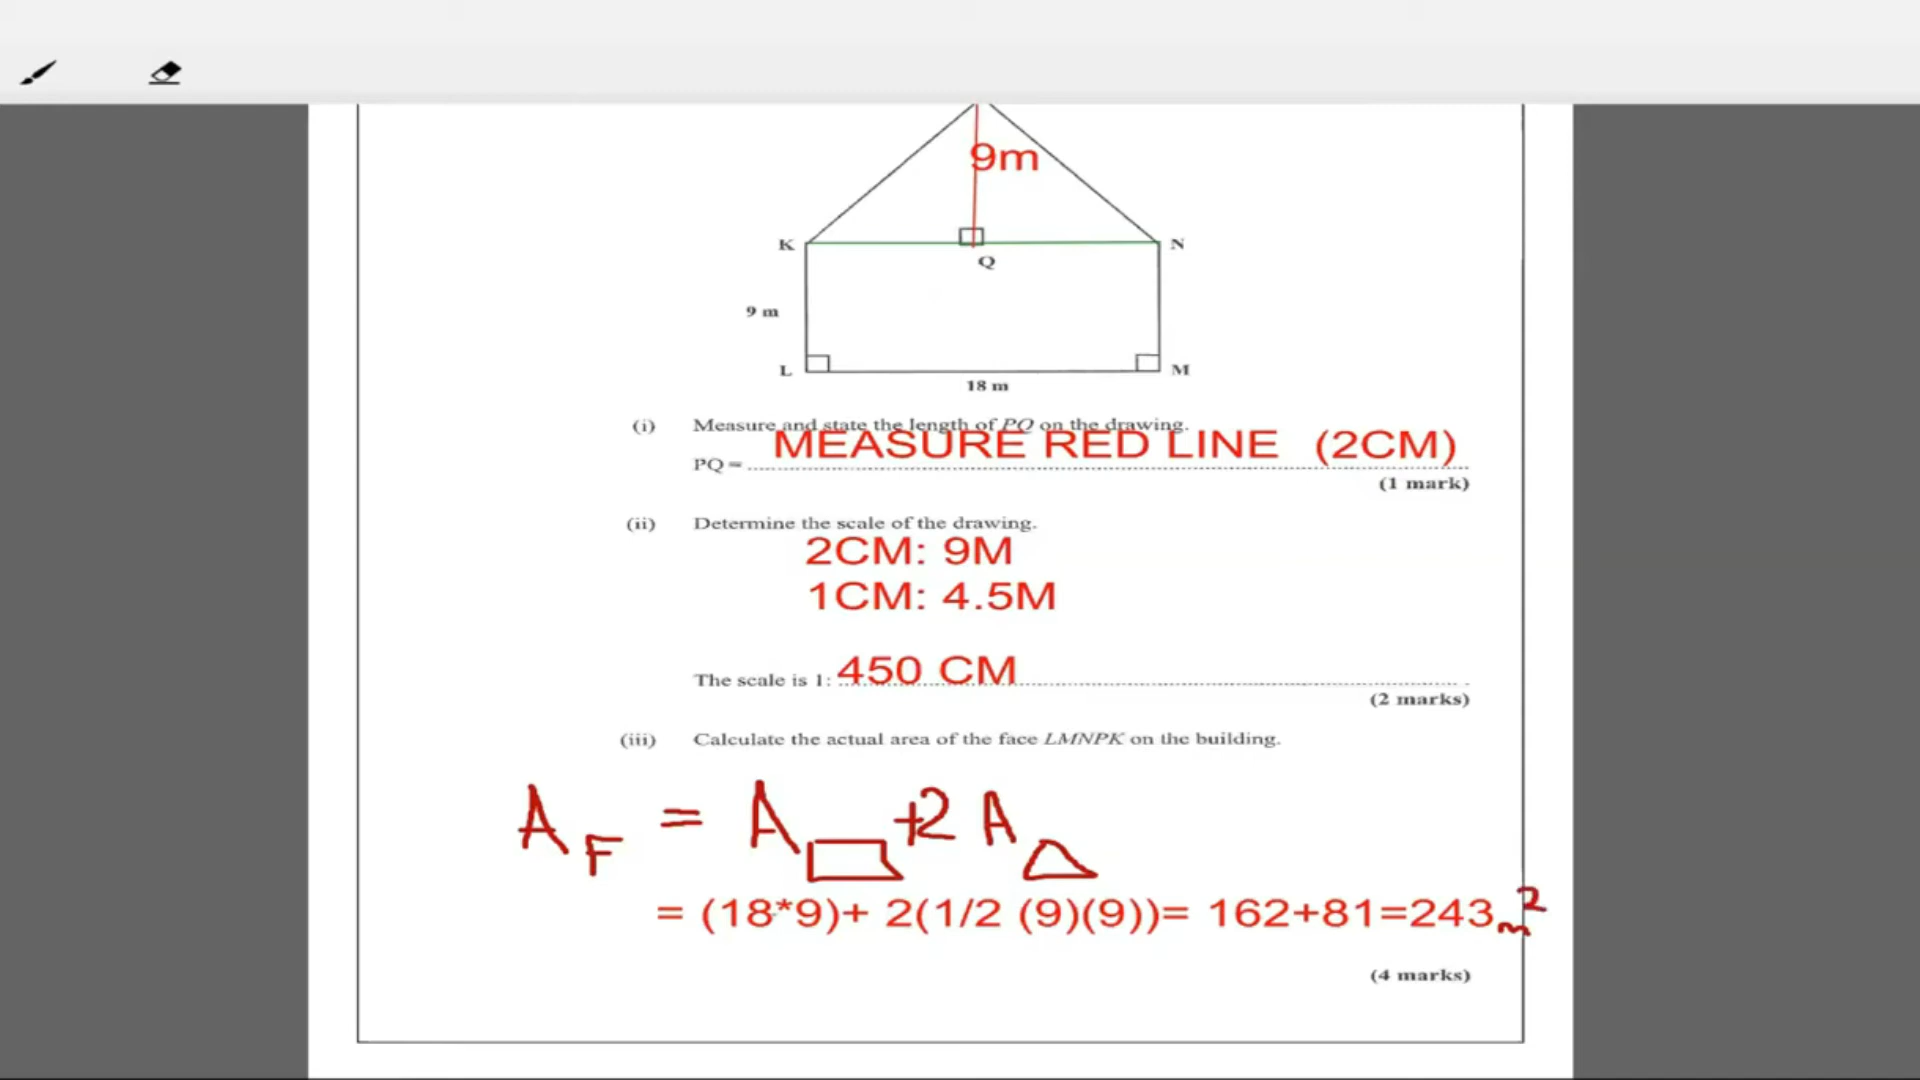 9m
K
N
Q
9 m
L
M
18 m
(i) Measure and state the length of PQ on the drawing.
MEASURE RED LINE (2CM)
PQ =
(1 mark)
(ii) Determine the scale of the drawing.
2CM: 9M
1CM: 4.5M
The scale is 1: 450 CM
(2 marks)
(iii) Calculate the actual area of the face LMNPK on the building.
A F = A + 2 A
= (18*9)+ 2(1/2 (9)(9))= 162+81=243 m²
(4 marks)